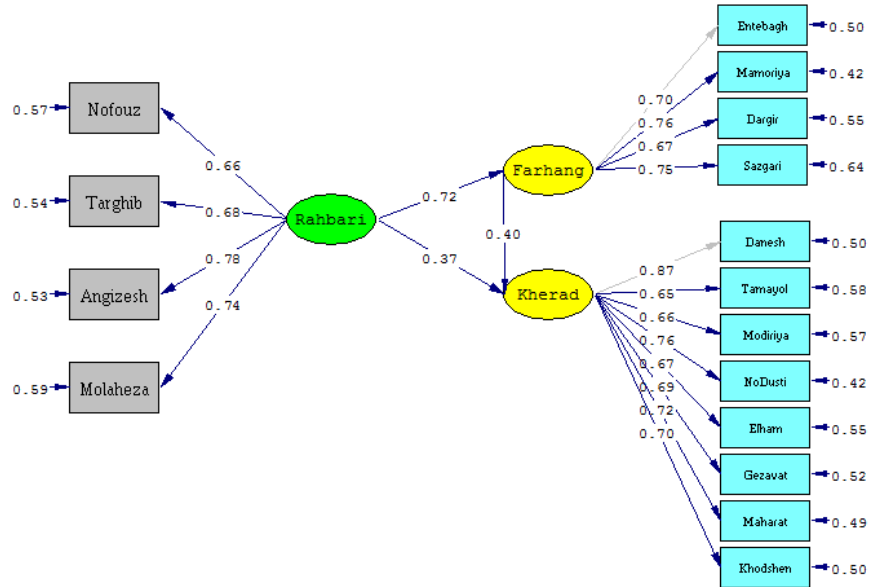 0.57 Nofouz
0.54 Targhib
0.53 Angizesh
0.59 Molaheza
0.66
0.68
0.78
0.74
Rahbari
0.72
0.37
Farhang
0.40
Kherad
0.70
0.76
0.67
0.75
0.87
0.65
0.66
0.76
0.67
0.69
0.72
0.70
Entebagh 0.50
Mamoriya 0.42
Dargir 0.55
Sazgari 0.64
Danesh 0.50
Tamayol 0.58
Modiriya 0.57
NoDusti 0.42
Elham 0.55
Gezavat 0.52
Maharat 0.49
Khodshen 0.50